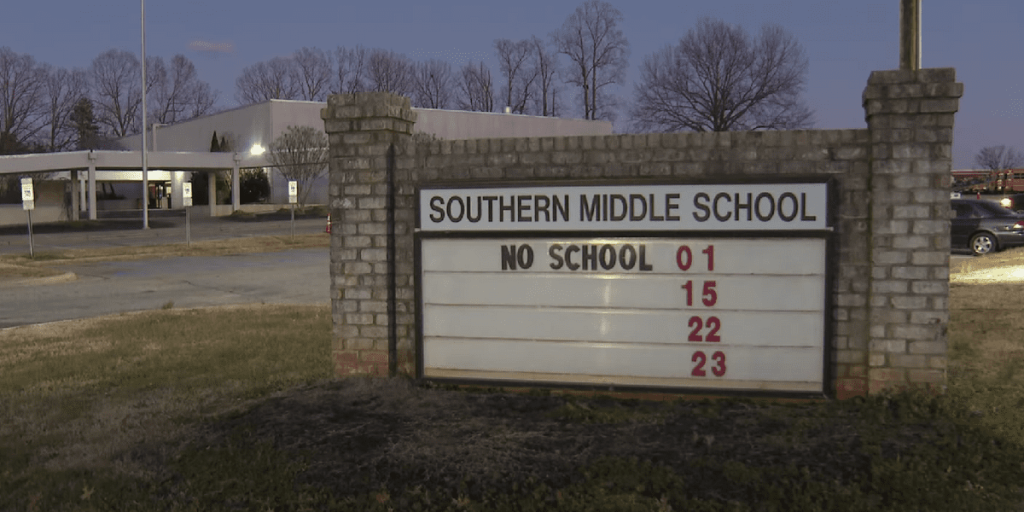 SOUTHERN MIDDLE SCHOOL
NO SCHOOL 01
15
22
23